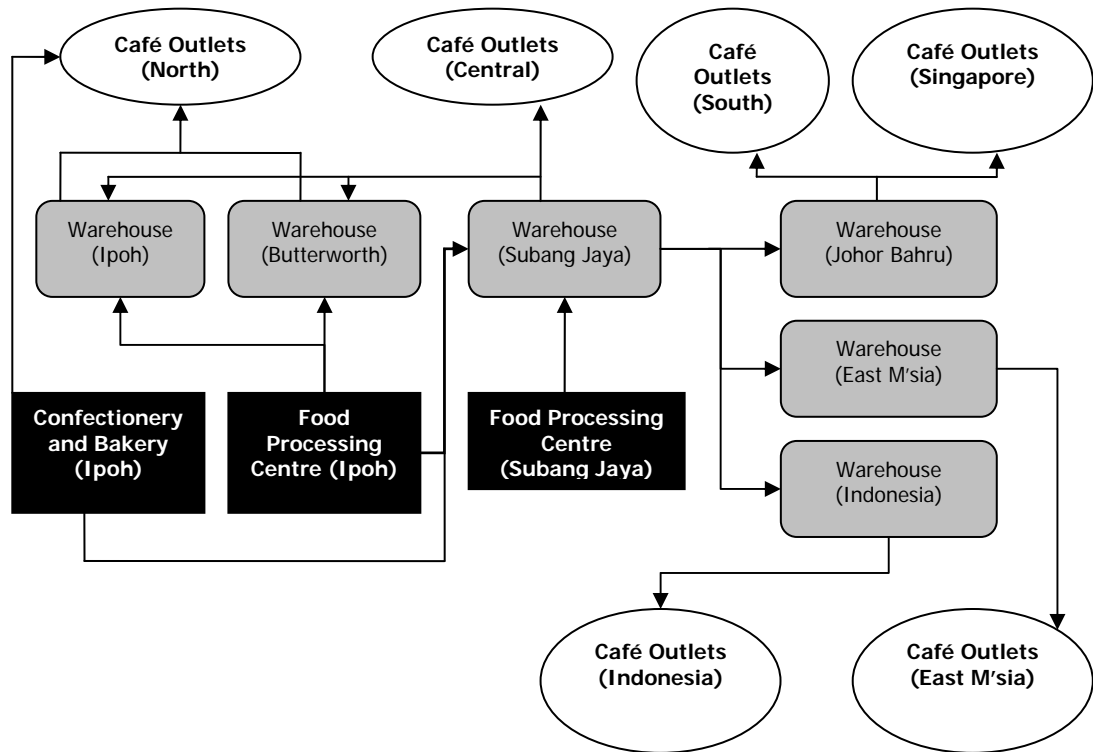 Café Outlets
(North)
Café Outlets
(Central)
Café
Outlets
(South)
Café Outlets
(Singapore)
Warehouse
(Ipoh)
Warehouse
(Butterworth)
Warehouse
(Subang Jaya)
Warehouse
(Johor Bahru)
Warehouse
(East M'sia)
Confectionery
and Bakery
(Ipoh)
Food
Processing
Centre (Ipoh)
Food Processing
Centre
(Subang Jaya)
Warehouse
(Indonesia)
Café Outlets
(Indonesia)
Café Outlets
(East M'sia)